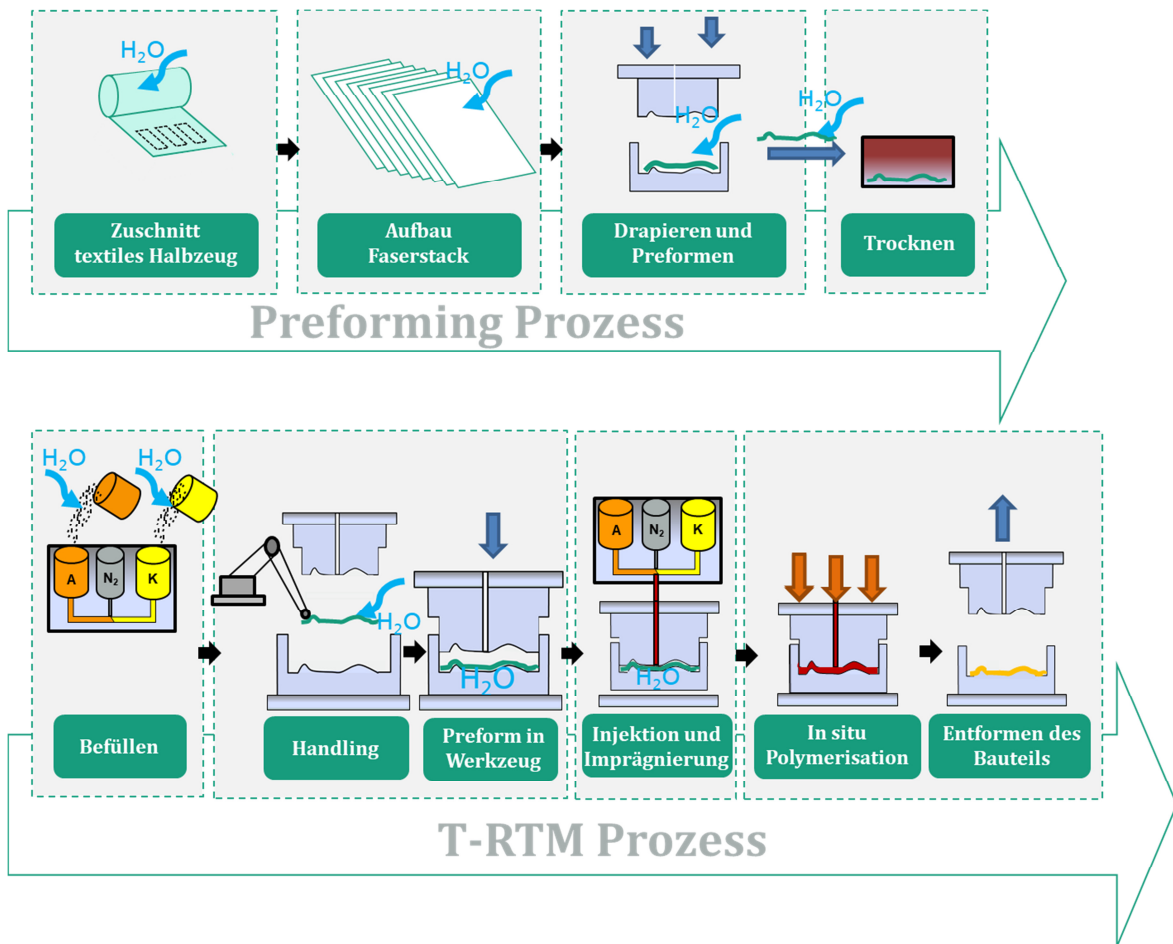 H₂O
H₂O
H₂O
H₂O
Zuschnitt
textiles Halbzeug
Aufbau
Faserstack
Drapieren und
Preformen
Trocknen
Preforming Prozess
H₂O
H₂O
A
N₂
K
H₂O
H₂O
A
N₂
K
H₂O
Befüllen
Handling
Preform in
Werkzeug
Injektion und
Imprägnierung
In situ
Polymerisation
Entformen des
Bauteils
T-RTM Prozess